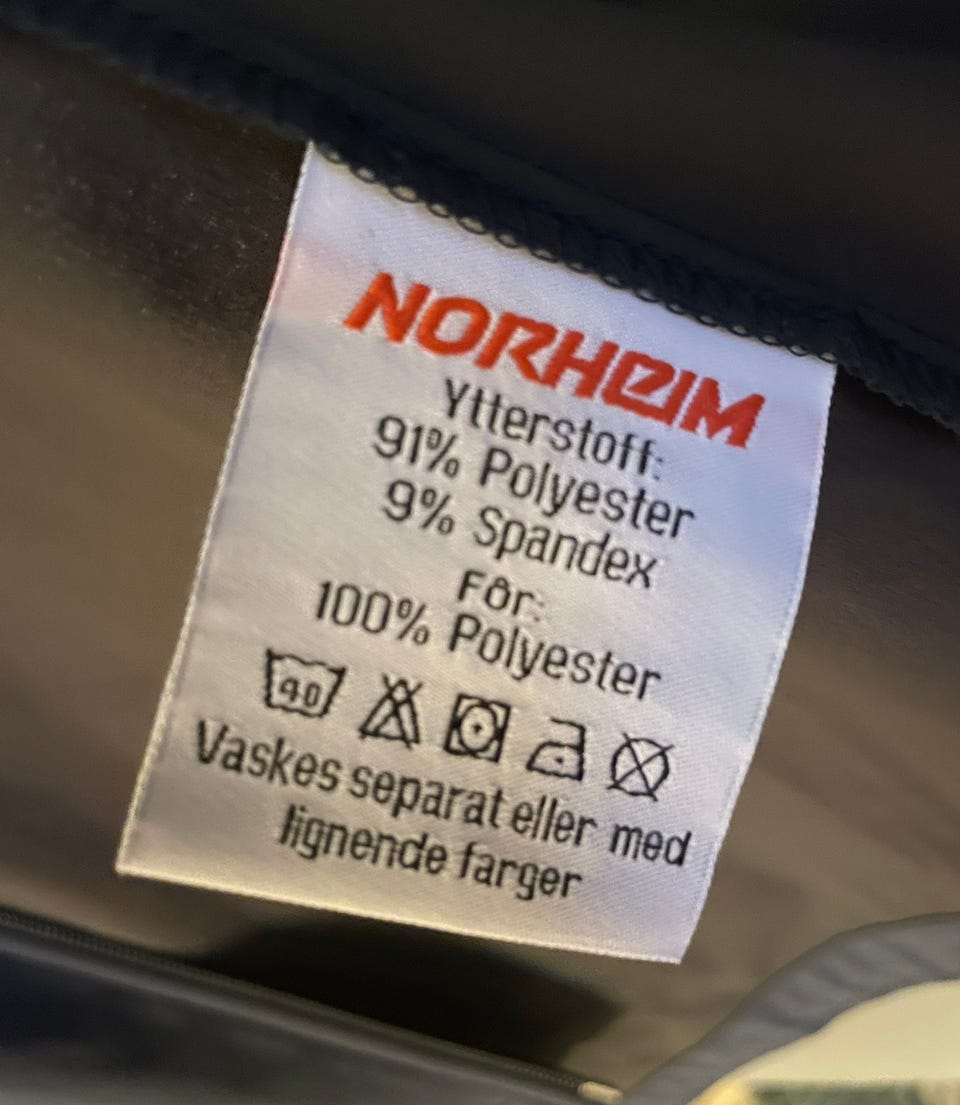 NORHEIM
Ytterstoff:
91% Polyester
9% Spandex
Fôr:
100% Polyester
40
Vaskes separat eller med
lignende farger